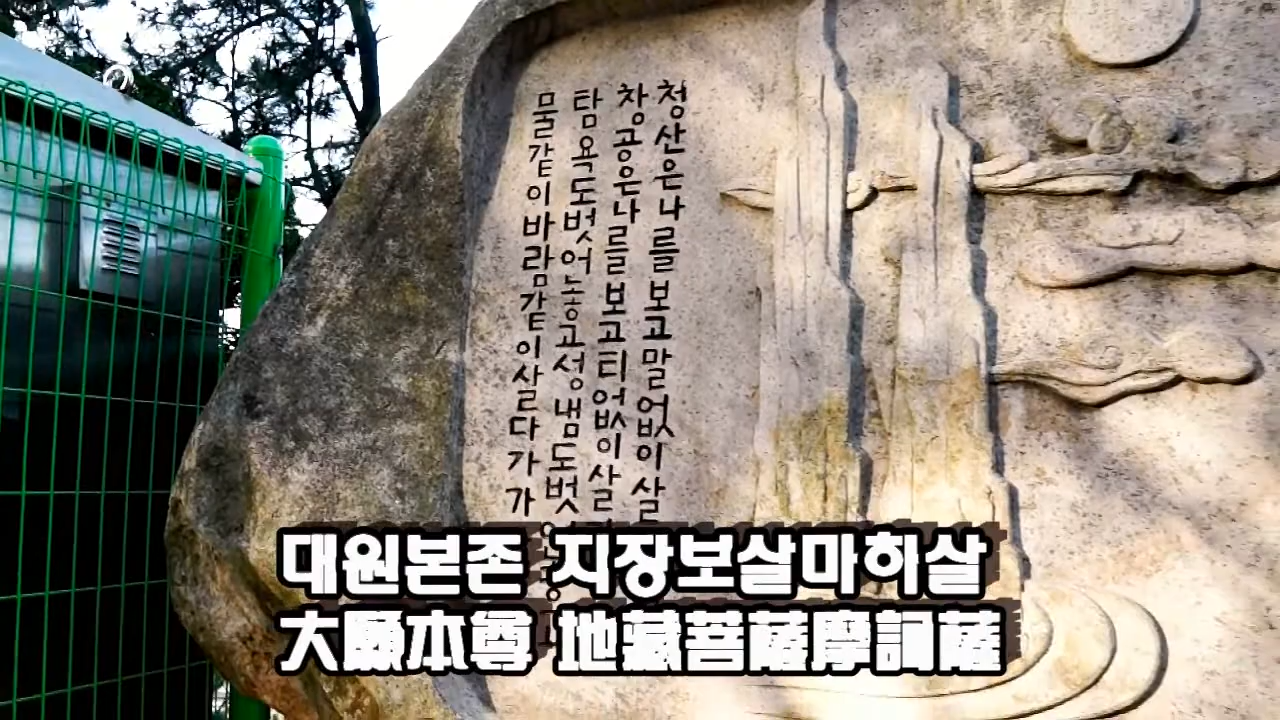 청산은나를보고말없이살
창공은나를보고티없이살
탐욕도벗어놓고성냄도벗
물같이바람같이살다가가
대원본존 지장보살마하살
大願本尊 地藏菩薩摩訶薩